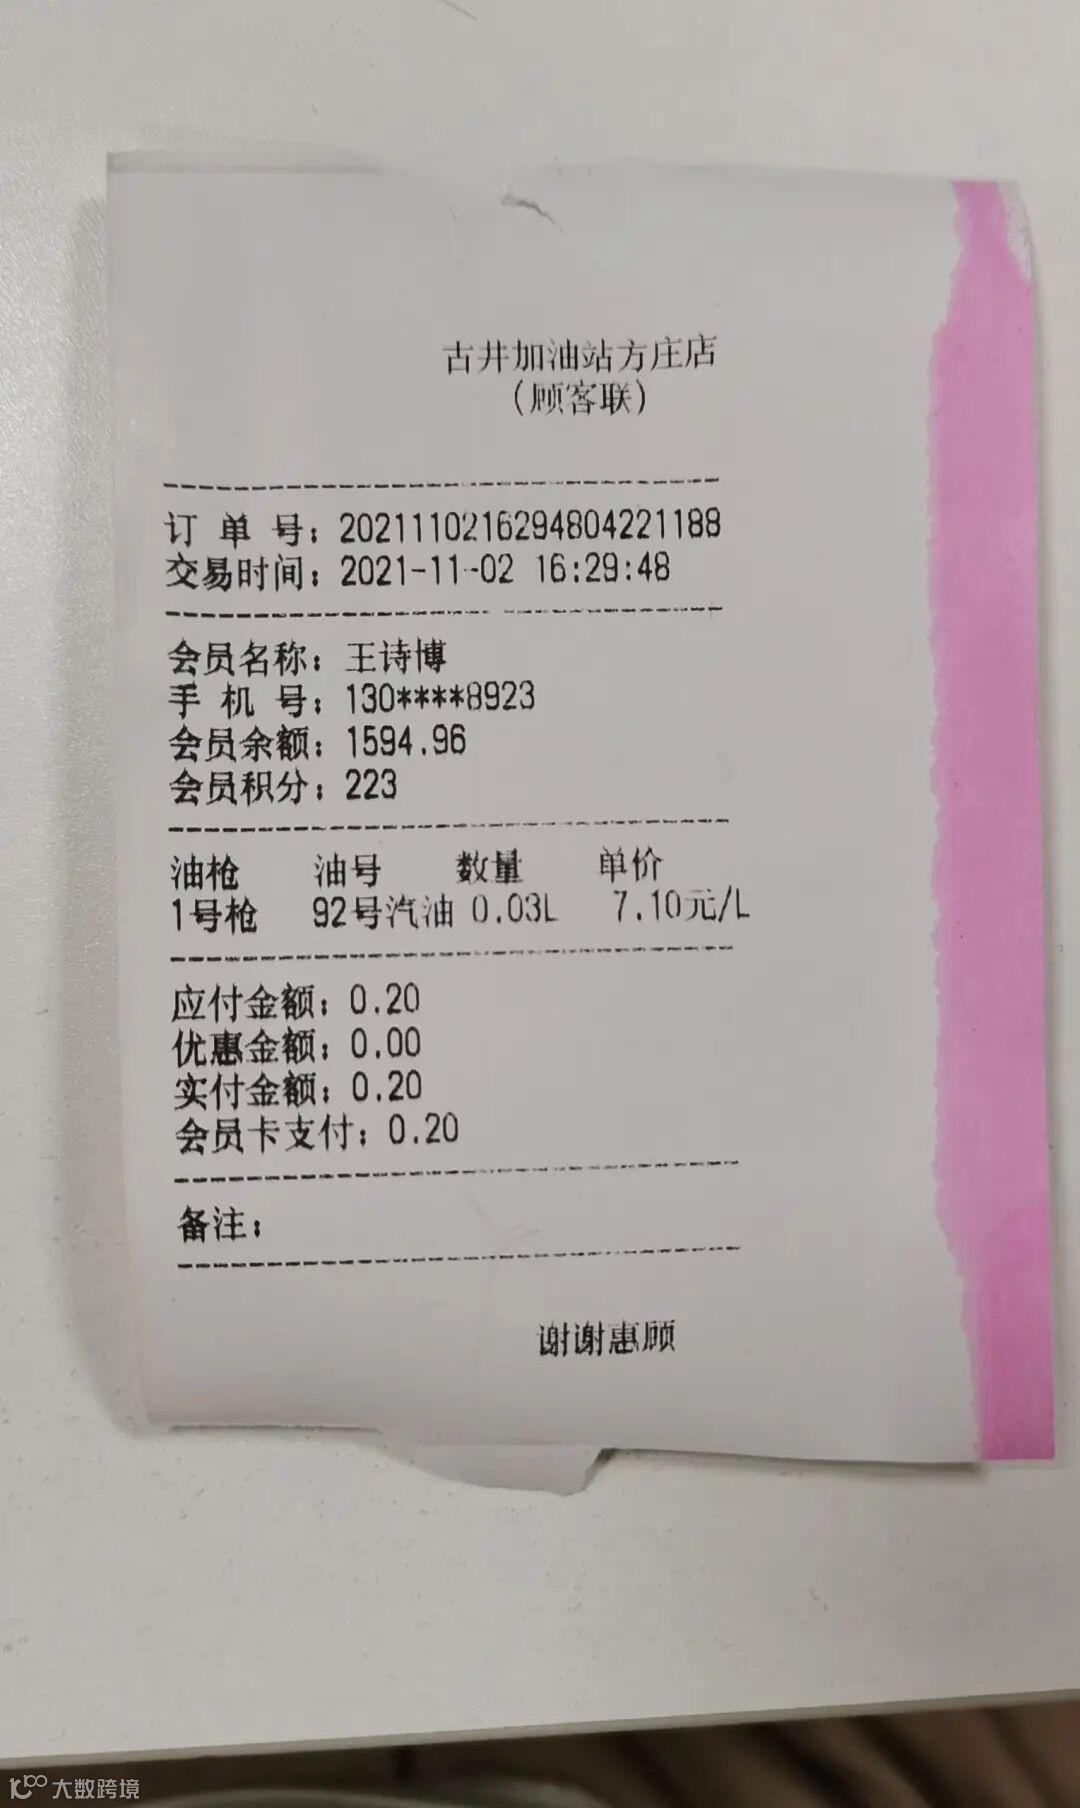 古井加油站方庄店
(顾客联)
订 单 号：2021110216294804221188
交易时间：2021-11-02 16:29:48
会员名称：王诗博
手 机 号：130****8923
会员余额：1594.96
会员积分：223
油枪 油号 数量 单价
1号枪 92号汽油 0.03L 7.10元/L
应付金额：0.20
优惠金额：0.00
实付金额：0.20
会员卡支付：0.20
备注：
谢谢惠顾
大数跨境